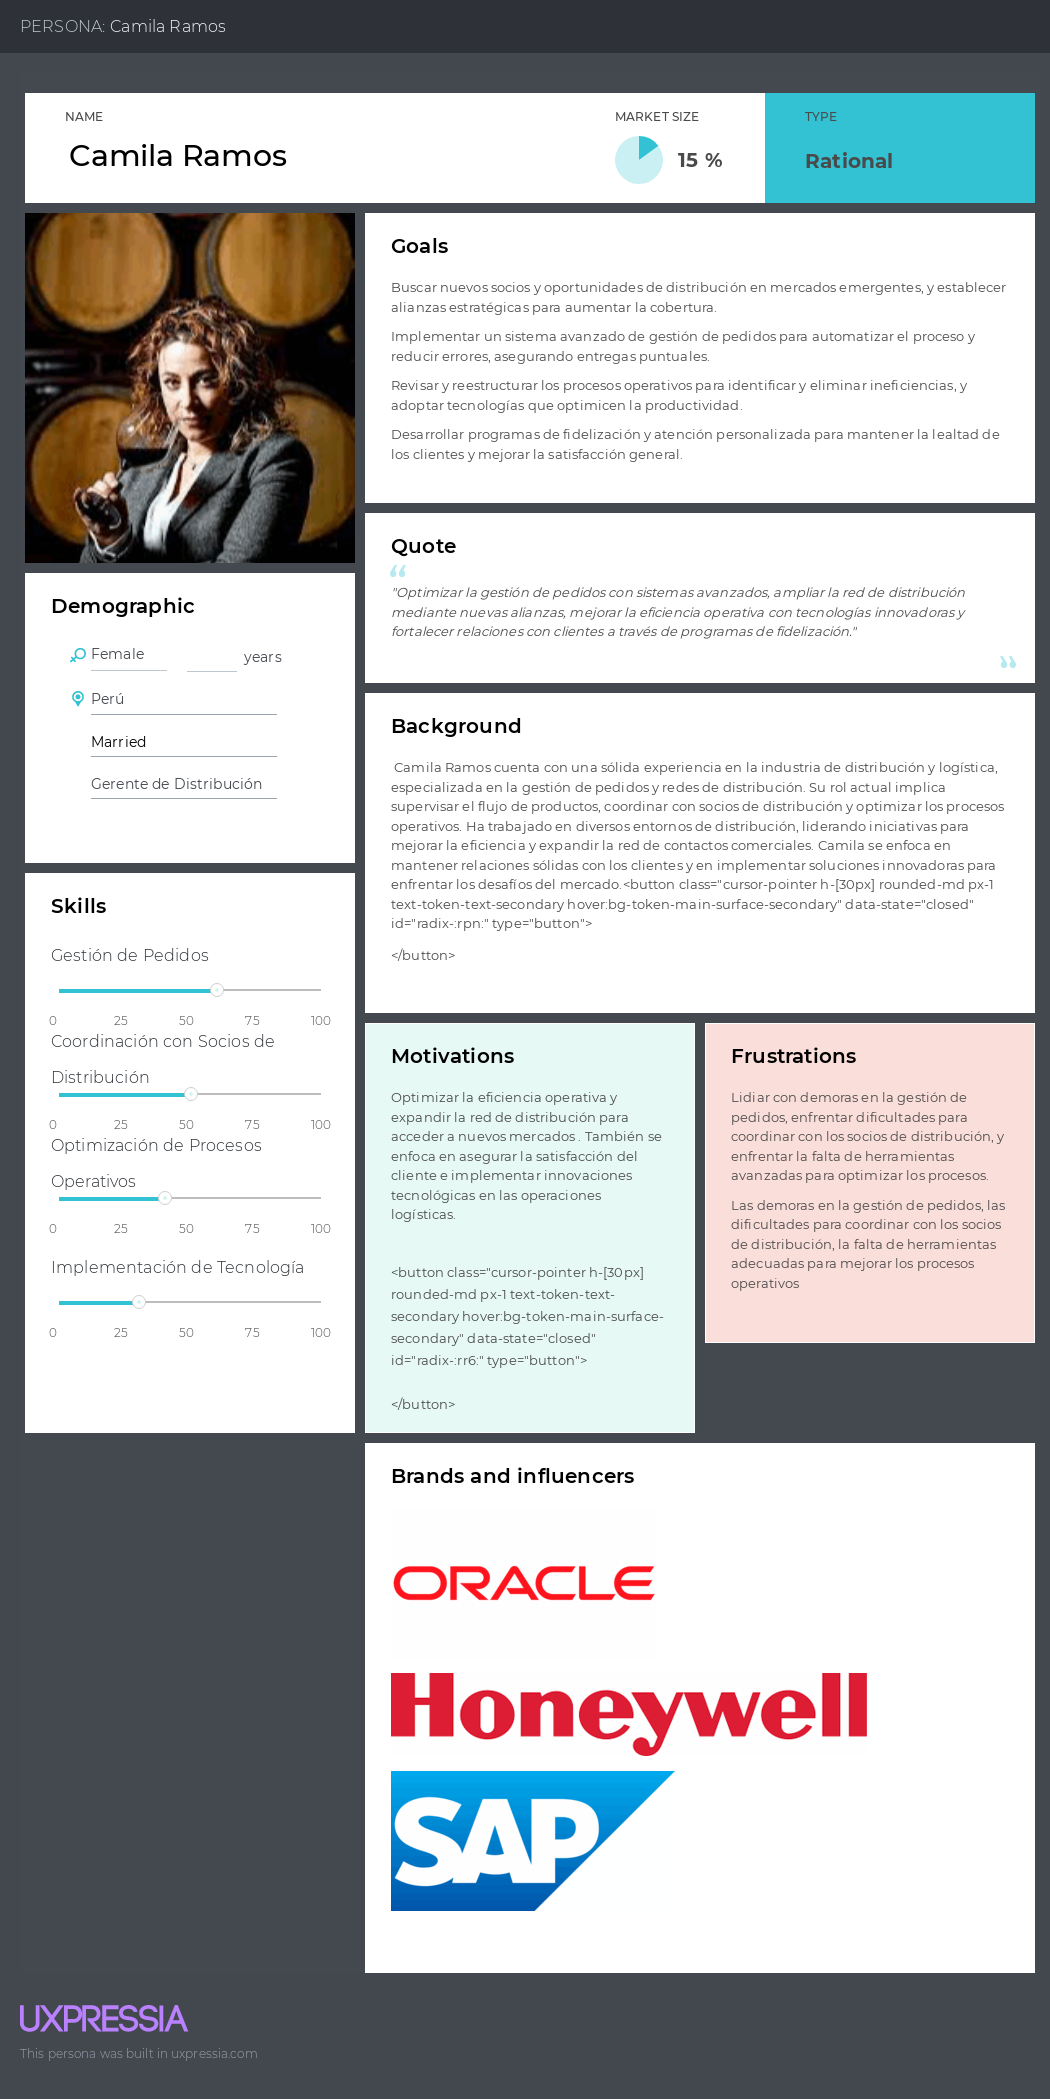 PERSONA: Camila Ramos
NAME
Camila Ramos
MARKET SIZE
15 %
TYPE
Rational
Goals
Buscar nuevos socios y oportunidades de distribución en mercados emergentes, y establecer
alianzas estratégicas para aumentar la cobertura.
Implementar un sistema avanzado de gestión de pedidos para automatizar el proceso y
reducir errores, asegurando entregas puntuales.
Revisar y reestructurar los procesos operativos para identificar y eliminar ineficiencias, y
adoptar tecnologías que optimicen la productividad.
Desarrollar programas de fidelización y atención personalizada para mantener la lealtad de
los clientes y mejorar la satisfacción general.
Quote
“
"Optimizar la gestión de pedidos con sistemas avanzados, ampliar la red de distribución
mediante nuevas alianzas, mejorar la eficiencia operativa con tecnologías innovadoras y
fortalecer relaciones con clientes a través de programas de fidelización."
”
Demographic
Female
years
Perú
Married
Gerente de Distribución
Background
Camila Ramos cuenta con una sólida experiencia en la industria de distribución y logística,
especializada en la gestión de pedidos y redes de distribución. Su rol actual implica
supervisar el flujo de productos, coordinar con socios de distribución y optimizar los procesos
operativos. Ha trabajado en diversos entornos de distribución, liderando iniciativas para
mejorar la eficiencia y expandir la red de contactos comerciales. Camila se enfoca en
mantener relaciones sólidas con los clientes y en implementar soluciones innovadoras para
enfrentar los desafíos del mercado.<button class="cursor-pointer h-[30px] rounded-md px-1
text-token-text-secondary hover:bg-token-main-surface-secondary" data-state="closed"
id="radix-:rpn:" type="button">
</button>
Skills
Gestión de Pedidos
0 25 50 75 100
Coordinación con Socios de
Distribución
0 25 50 75 100
Optimización de Procesos
Operativos
0 25 50 75 100
Implementación de Tecnología
0 25 50 75 100
Motivations
Optimizar la eficiencia operativa y
expandir la red de distribución para
acceder a nuevos mercados . También se
enfoca en asegurar la satisfacción del
cliente e implementar innovaciones
tecnológicas en las operaciones
logísticas.
<button class="cursor-pointer h-[30px]
rounded-md px-1 text-token-text-
secondary hover:bg-token-main-surface-
secondary" data-state="closed"
id="radix-:rr6:" type="button">
</button>
Frustrations
Lidiar con demoras en la gestión de
pedidos, enfrentar dificultades para
coordinar con los socios de distribución, y
enfrentar la falta de herramientas
avanzadas para optimizar los procesos.
Las demoras en la gestión de pedidos, las
dificultades para coordinar con los socios
de distribución, la falta de herramientas
adecuadas para mejorar los procesos
operativos
Brands and influencers
ORACLE
Honeywell
SAP
UXPRESSIA
This persona was built in uxpressia.com